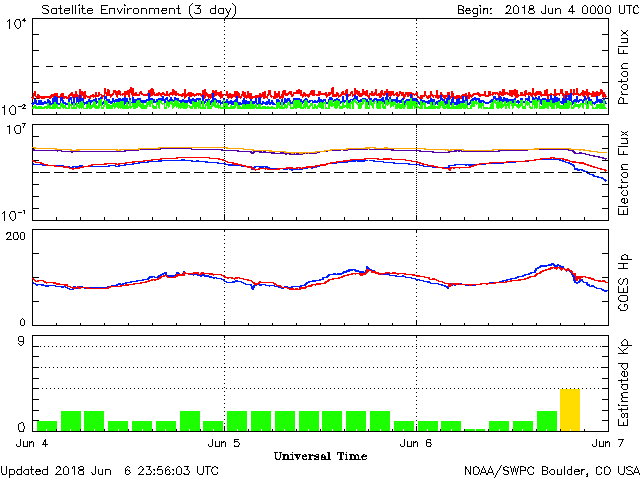 Satellite Environment (3 day) Begin: 2018 Jun 4 0000 UTC
10⁴
Proton Flux
10⁻²
10⁷
Electron Flux
10⁻¹
200
GOES Hp
0
9
Estimated Kp
0
Jun 4 Jun 5 Jun 6 Jun 7
Universal Time
Updated 2018 Jun 6 23:56:03 UTC NOAA/SWPC Boulder, CO USA